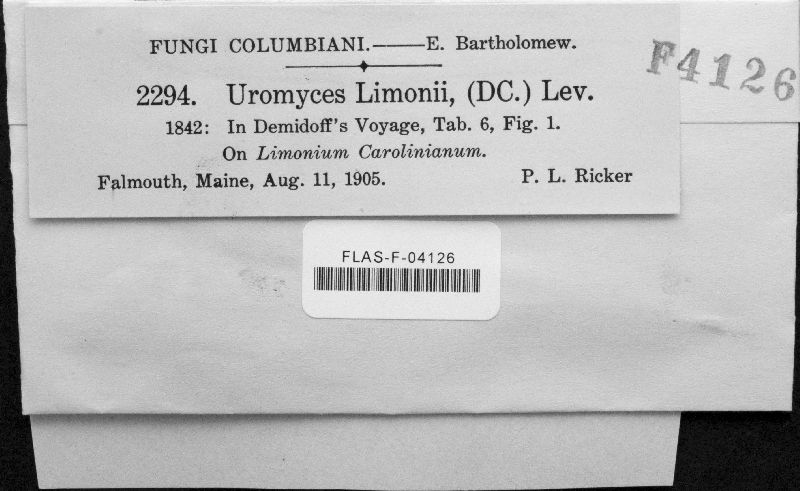 FUNGI COLUMBIANI.——E. Bartholomew.
F4126
2294. Uromyces Limonii, (DC.) Lev.
1842: In Demidoff's Voyage, Tab. 6, Fig. 1.
On Limonium Carolinianum.
Falmouth, Maine, Aug. 11, 1905. P. L. Ricker
FLAS-F-04126